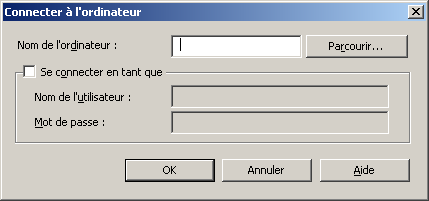 Connecter à l'ordinateur
Nom de l'ordinateur : Parcourir...
Se connecter en tant que
Nom de l'utilisateur :
Mot de passe :
OK Annuler Aide